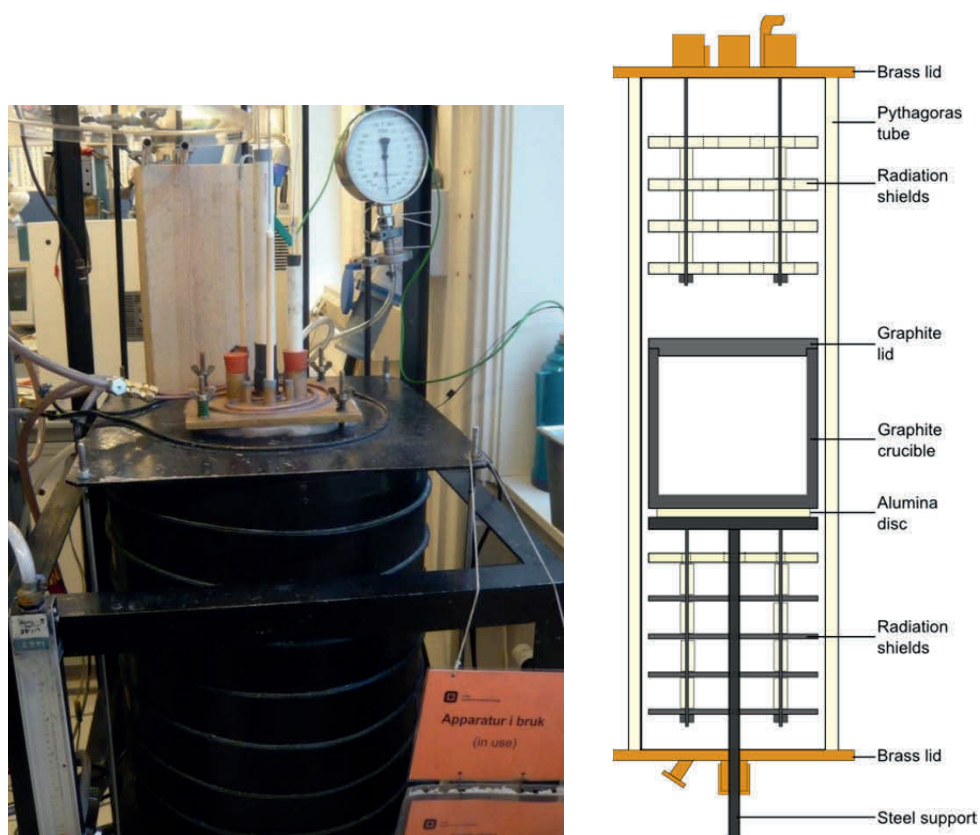 Apparatur i bruk
(in use)
Brass lid
Pythagoras
tube
Radiation
shields
Graphite
lid
Graphite
crucible
Alumina
disc
Radiation
shields
Brass lid
Steel support